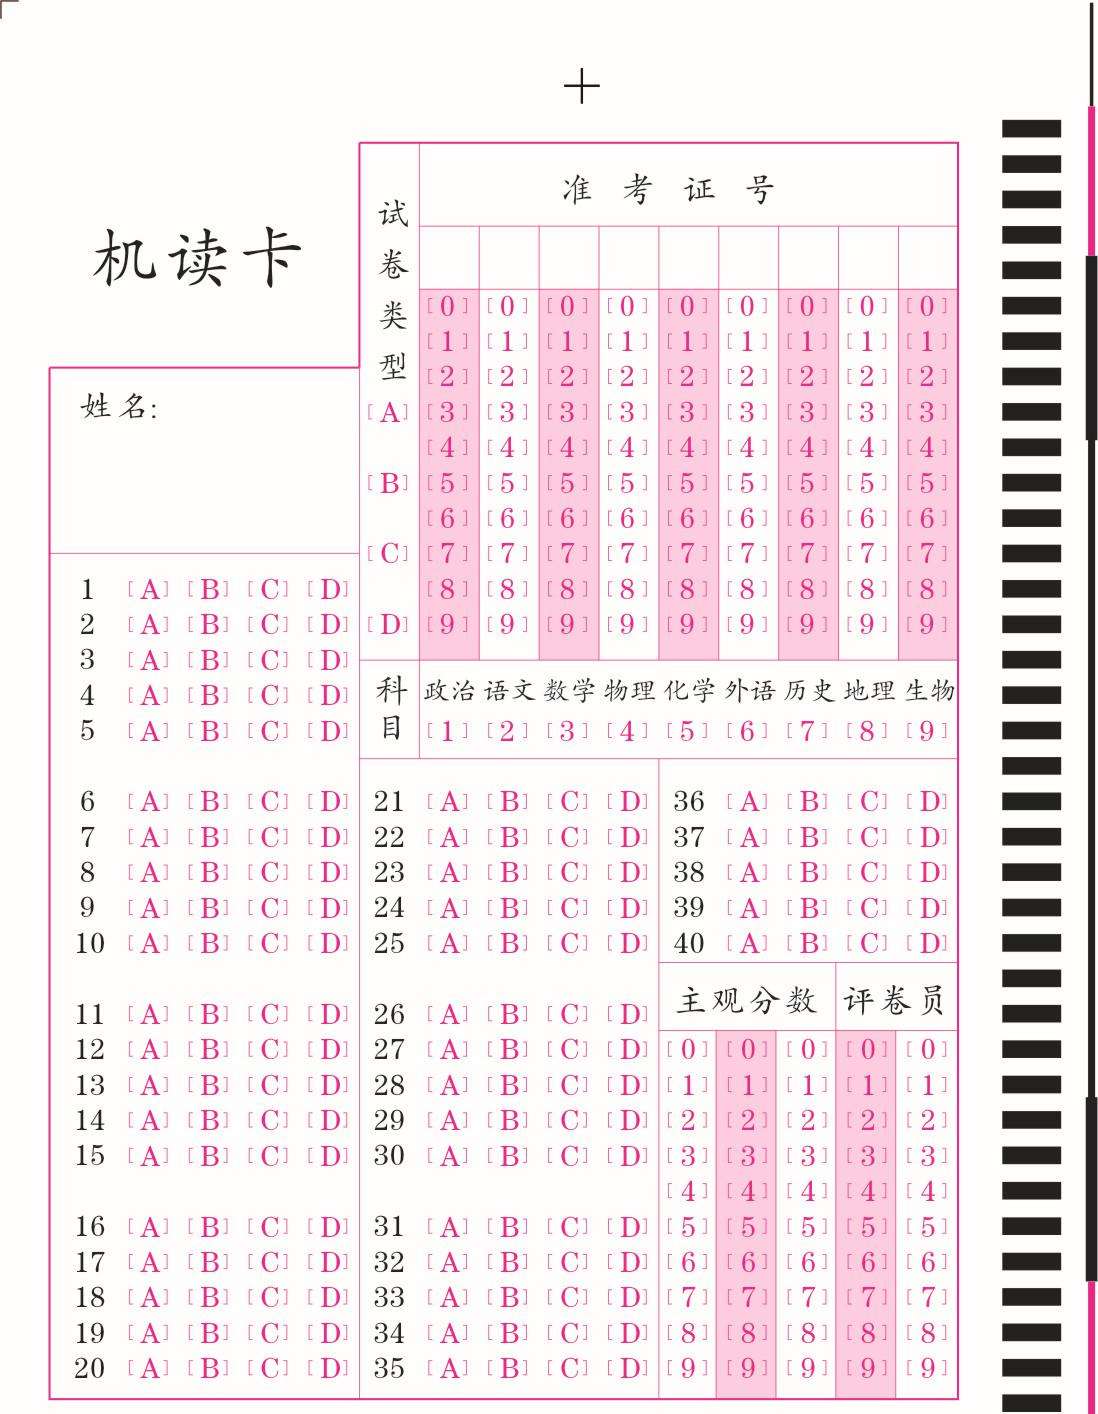 机读卡
姓名:
试卷类型
[A]
[B]
[C]
[D]
准考证号
[0] [0] [0] [0] [0] [0] [0] [0] [0]
[1] [1] [1] [1] [1] [1] [1] [1] [1]
[2] [2] [2] [2] [2] [2] [2] [2] [2]
[3] [3] [3] [3] [3] [3] [3] [3] [3]
[4] [4] [4] [4] [4] [4] [4] [4] [4]
[5] [5] [5] [5] [5] [5] [5] [5] [5]
[6] [6] [6] [6] [6] [6] [6] [6] [6]
[7] [7] [7] [7] [7] [7] [7] [7] [7]
[8] [8] [8] [8] [8] [8] [8] [8] [8]
[9] [9] [9] [9] [9] [9] [9] [9] [9]
科目
政治 语文 数学 物理 化学 外语 历史 地理 生物
[1] [2] [3] [4] [5] [6] [7] [8] [9]
1 [A] [B] [C] [D]
2 [A] [B] [C] [D]
3 [A] [B] [C] [D]
4 [A] [B] [C] [D]
5 [A] [B] [C] [D]
6 [A] [B] [C] [D]
7 [A] [B] [C] [D]
8 [A] [B] [C] [D]
9 [A] [B] [C] [D]
10 [A] [B] [C] [D]
11 [A] [B] [C] [D]
12 [A] [B] [C] [D]
13 [A] [B] [C] [D]
14 [A] [B] [C] [D]
15 [A] [B] [C] [D]
16 [A] [B] [C] [D]
17 [A] [B] [C] [D]
18 [A] [B] [C] [D]
19 [A] [B] [C] [D]
20 [A] [B] [C] [D]
21 [A] [B] [C] [D]
22 [A] [B] [C] [D]
23 [A] [B] [C] [D]
24 [A] [B] [C] [D]
25 [A] [B] [C] [D]
26 [A] [B] [C] [D]
27 [A] [B] [C] [D]
28 [A] [B] [C] [D]
29 [A] [B] [C] [D]
30 [A] [B] [C] [D]
31 [A] [B] [C] [D]
32 [A] [B] [C] [D]
33 [A] [B] [C] [D]
34 [A] [B] [C] [D]
35 [A] [B] [C] [D]
36 [A] [B] [C] [D]
37 [A] [B] [C] [D]
38 [A] [B] [C] [D]
39 [A] [B] [C] [D]
40 [A] [B] [C] [D]
主观分数 评卷员
[0] [0] [0] [0] [0]
[1] [1] [1] [1] [1]
[2] [2] [2] [2] [2]
[3] [3] [3] [3] [3]
[4] [4] [4] [4] [4]
[5] [5] [5] [5] [5]
[6] [6] [6] [6] [6]
[7] [7] [7] [7] [7]
[8] [8] [8] [8] [8]
[9] [9] [9] [9] [9]